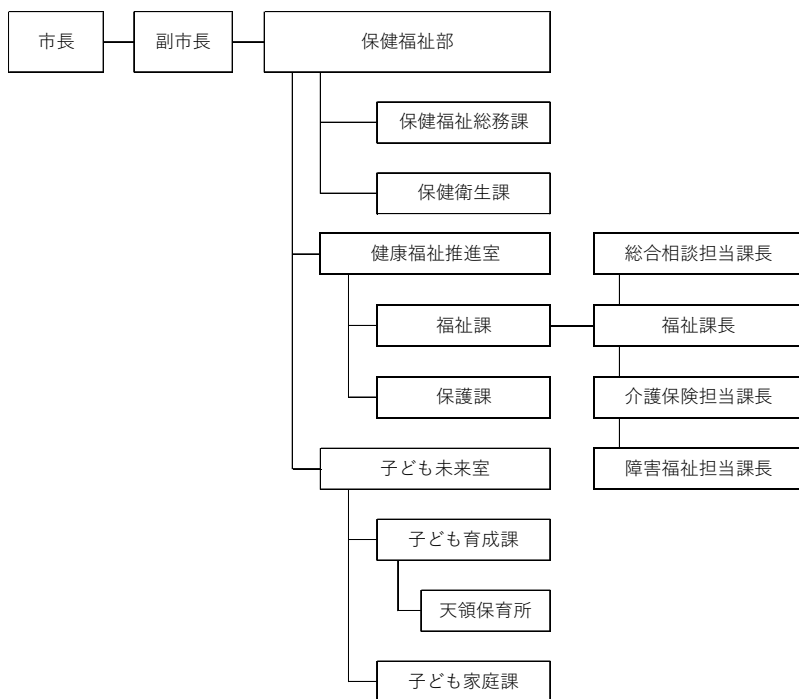 市長
副市長
保健福祉部
保健福祉総務課
保健衛生課
健康福祉推進室
総合相談担当課長
福祉課
福祉課長
保護課
介護保険担当課長
子ども未来室
障害福祉担当課長
子ども育成課
天領保育所
子ども家庭課